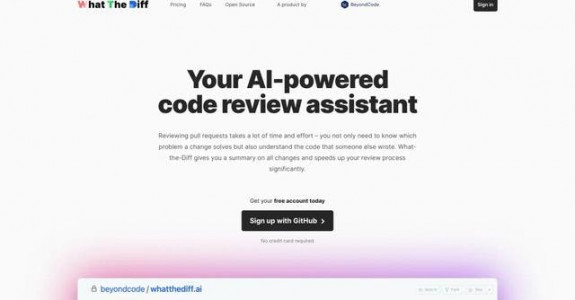 What The Diff Pricing FAQs Open Source A product by BeyondCode Sign in
Your AI-powered
code review assistant
Reviewing pull requests takes a lot of time and effort – you not only need to know which
problem a change solves but also understand the code that someone else wrote. What-
the-Diff gives you a summary on all changes and speeds up your review process
significantly.
Get your free account today
Sign up with GitHub
No credit card required
beyondcode / whatthediff.ai